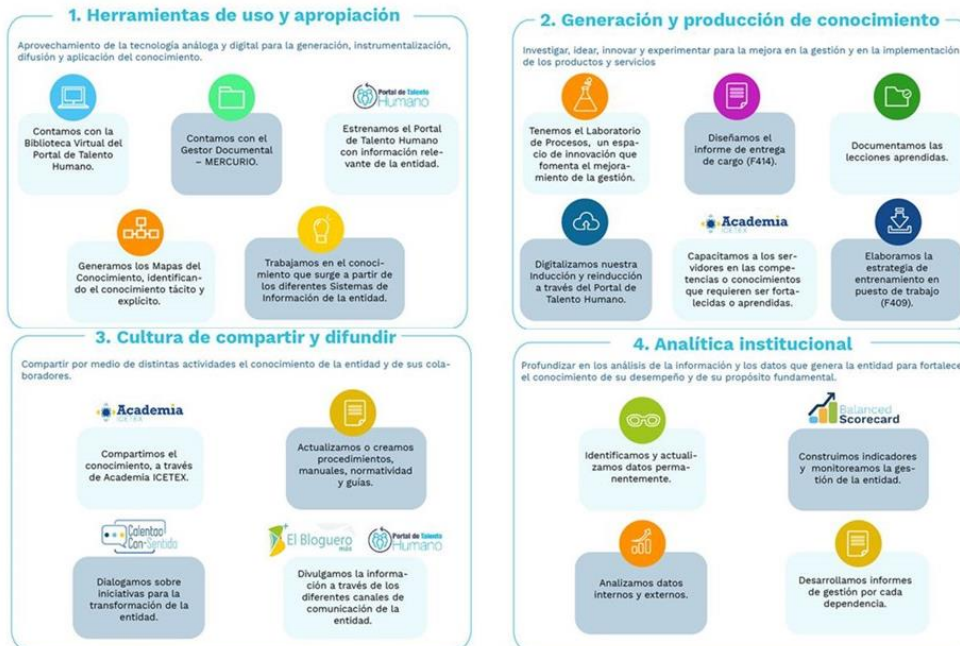 1. Herramientas de uso y apropiación
Aprovechamiento de la tecnología análoga y digital para la generación, instrumentalización,
difusión y aplicación del conocimiento.
Contamos con la
Biblioteca Virtual del
Portal de Talento
Humano.
Contamos con el
Gestor Documental
– MERCURIO.
Portal de Talento
Humano
Estrenamos el Portal
de Talento Humano
con información rele-
vante de la entidad.
Generamos los Mapas del
Conocimiento, identifican-
do el conocimiento tácito y
explícito.
Trabajamos en el conoci-
miento que surge a partir de
los diferentes Sistemas de
Información de la entidad.
2. Generación y producción de conocimiento
Investigar, idear, innovar y experimentar para la mejora en la gestión y en la implementación
de los productos y servicios
Tenemos el Laboratorio
de Procesos, un espa-
cio de innovación que
fomenta el mejora-
miento de la gestión.
Diseñamos el
informe de entrega
de cargo (F414).
Documentamos las
lecciones aprendidas.
Digitalizamos nuestra
Inducción y reinducción
a través del Portal de
Talento Humano.
Academia
ICETEX
Capacitamos a los ser-
vidores en las compe-
tencias o conocimientos
que requieren ser forta-
lecidas o aprendidas.
Elaboramos la
estrategia de
entrenamiento en
puesto de trabajo
(F409).
3. Cultura de compartir y difundir
Compartir por medio de distintas actividades el conocimiento de la entidad y de sus cola-
boradores.
Academia
ICETEX
Compartimos el
conocimiento, a través
de Academia ICETEX.
Actualizamos o creamos
procedimientos,
manuales, normatividad
y guías.
Calentao
Con-Sentido
Dialogamos sobre
iniciativas para la
transformación de la
entidad.
El Bloguero
Portal de Talento
Humano
Divulgamos la informa-
ción a través de los
diferentes canales de
comunicación de la
entidad.
4. Analítica institucional
Profundizar en los análisis de la información y los datos que genera la entidad para fortalece
el conocimiento de su desempeño y de su propósito fundamental.
Identificamos y actuali-
zamos datos perma-
nentemente.
Balanced
Scorecard
Construimos indicadores
y monitoreamos la ges-
tión de la entidad.
Analizamos datos
internos y externos.
Desarrollamos informes
de gestión por cada
dependencia.